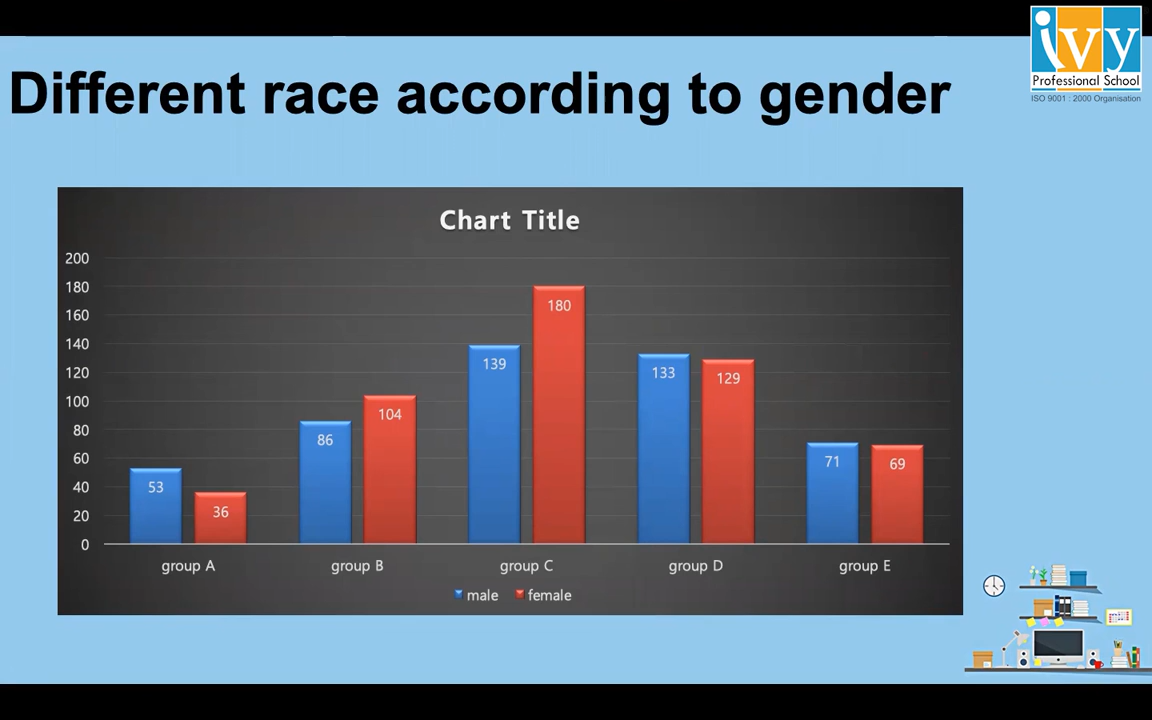 ivy
Professional School
ISO 9001 : 2000 Organisation
Different race according to gender
Chart Title
200
180
160
140
120
100
80
60
40
20
0
53
36
86
104
139
180
133
129
71
69
group A
group B
group C
group D
group E
male
female